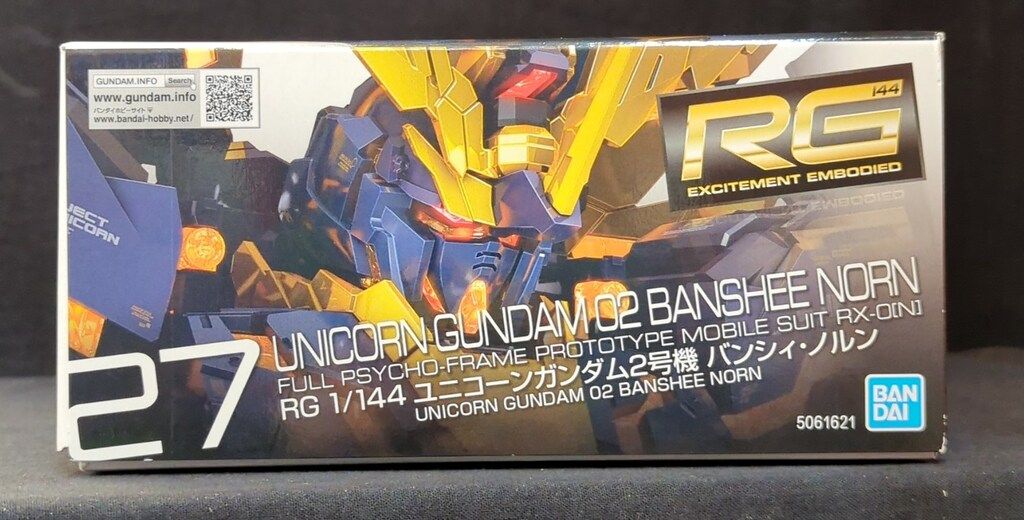 GUNDAM.INFO Search
www.gundam.info
バンダイホビーサイト
www.bandai-hobby.net/
144
RG
EXCITEMENT EMBODIED
UNICORN GUNDAM 02 BANSHEE NORN
FULL PSYCHO-FRAME PROTOTYPE MOBILE SUIT RX-0[N]
RG 1/144 ユニコーンガンダム2号機 バンシィ・ノルン
UNICORN GUNDAM 02 BANSHEE NORN
27
5061621
BAN
DAI